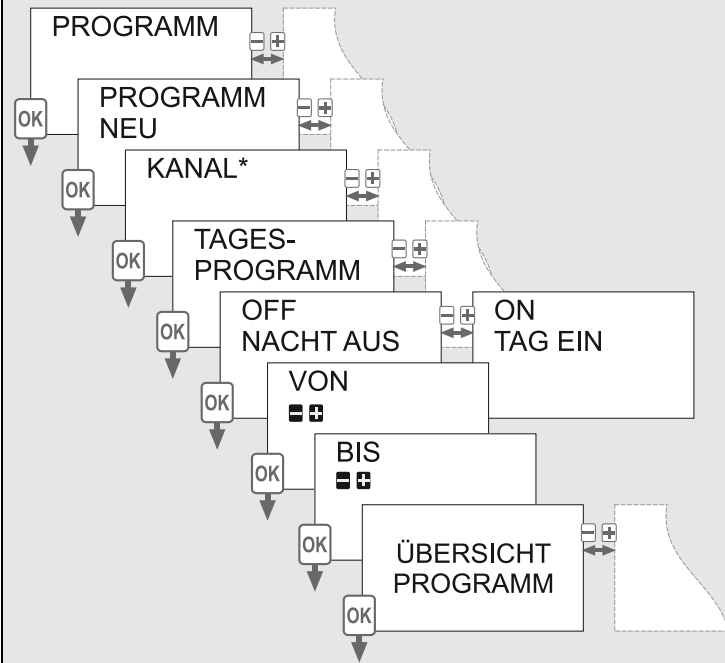 PROGRAMM
- +
OK
PROGRAMM
NEU
- +
OK
KANAL*
- +
OK
TAGES-
PROGRAMM
- +
OK
OFF
NACHT AUS
- +
ON
TAG EIN
OK
VON
- +
OK
BIS
- +
OK
ÜBERSICHT
PROGRAMM
- +
OK